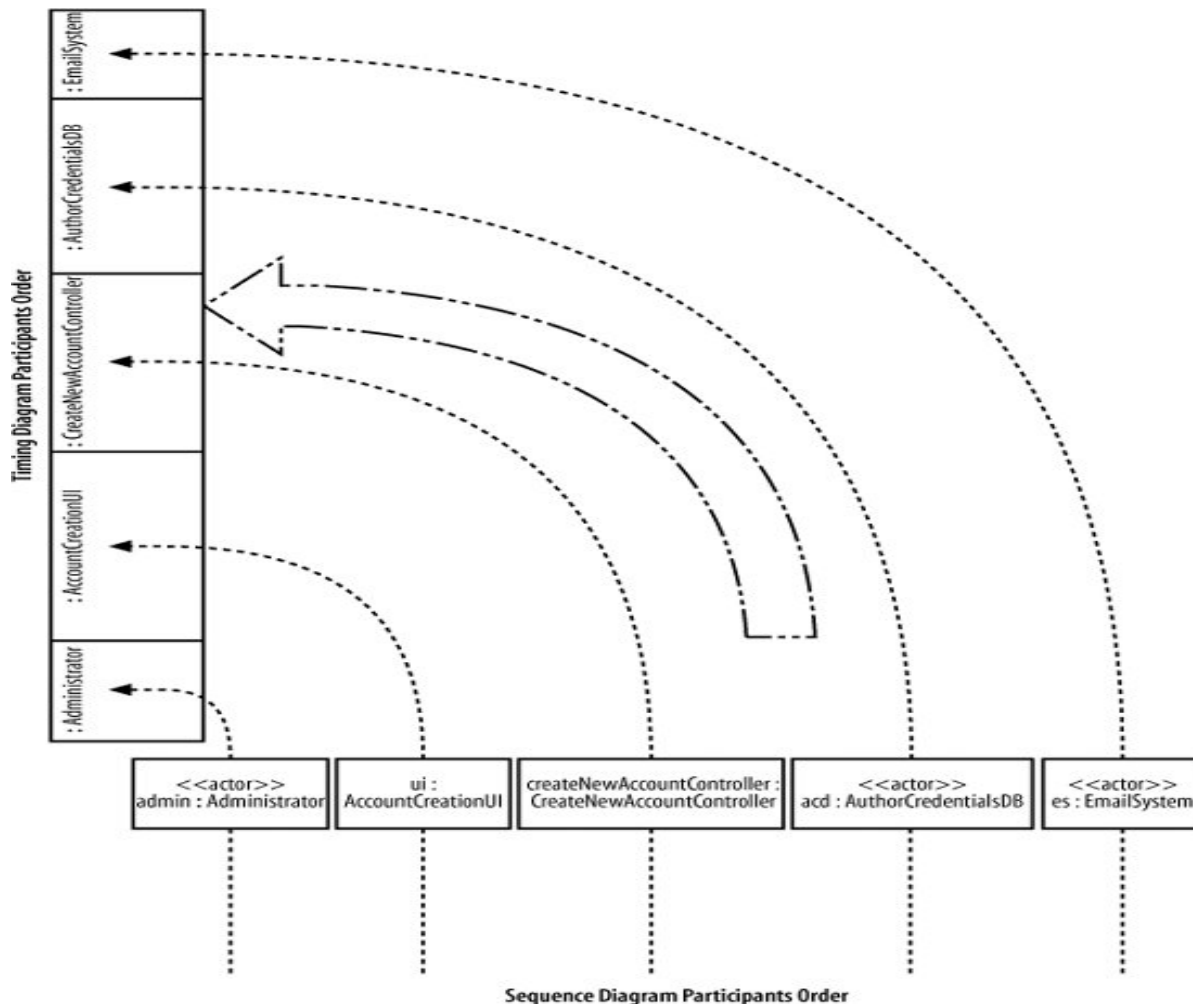 Timing Diagram Participants Order
: EmailSystem
: AuthorCredentialsDB
: CreateNewAccountController
: AccountCreationUI
: Administrator
<<actor>>
admin : Administrator
ui :
AccountCreationUI
createNewAccountController :
CreateNewAccountController
<<actor>>
acd : AuthorCredentialsDB
<<actor>>
es : EmailSystem
Sequence Diagram Participants Order